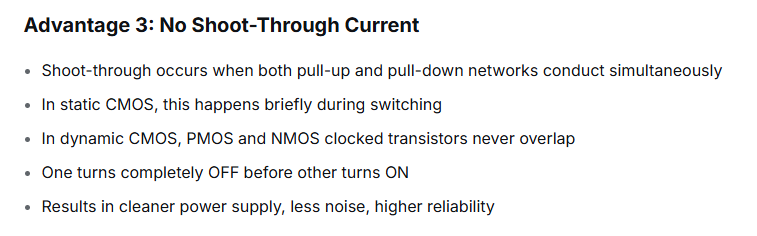 Advantage 3: No Shoot-Through Current
• Shoot-through occurs when both pull-up and pull-down networks conduct simultaneously
• In static CMOS, this happens briefly during switching
• In dynamic CMOS, PMOS and NMOS clocked transistors never overlap
• One turns completely OFF before other turns ON
• Results in cleaner power supply, less noise, higher reliability